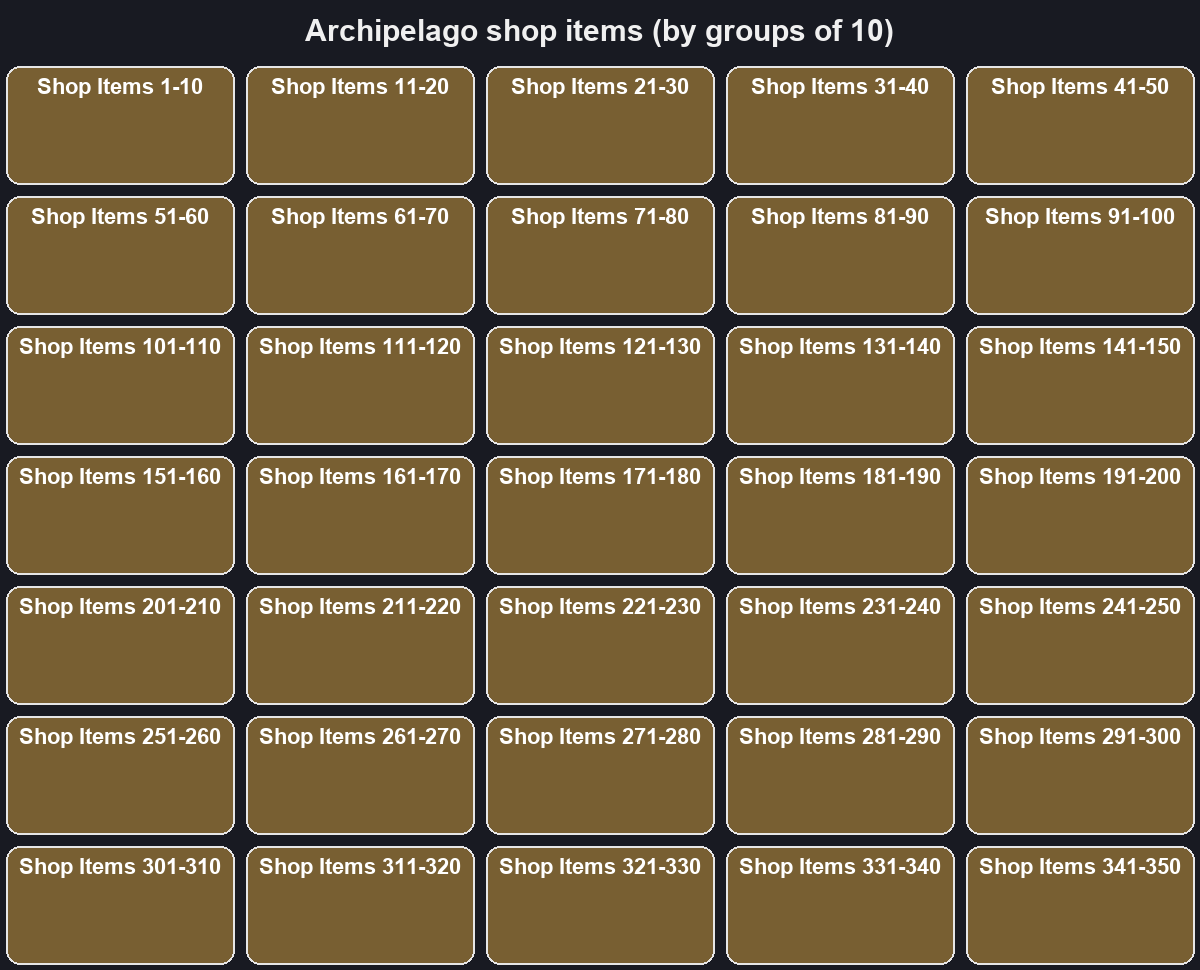 Archipelago shop items (by groups of 10)
Shop Items 1-10
Shop Items 11-20
Shop Items 21-30
Shop Items 31-40
Shop Items 41-50
Shop Items 51-60
Shop Items 61-70
Shop Items 71-80
Shop Items 81-90
Shop Items 91-100
Shop Items 101-110
Shop Items 111-120
Shop Items 121-130
Shop Items 131-140
Shop Items 141-150
Shop Items 151-160
Shop Items 161-170
Shop Items 171-180
Shop Items 181-190
Shop Items 191-200
Shop Items 201-210
Shop Items 211-220
Shop Items 221-230
Shop Items 231-240
Shop Items 241-250
Shop Items 251-260
Shop Items 261-270
Shop Items 271-280
Shop Items 281-290
Shop Items 291-300
Shop Items 301-310
Shop Items 311-320
Shop Items 321-330
Shop Items 331-340
Shop Items 341-350